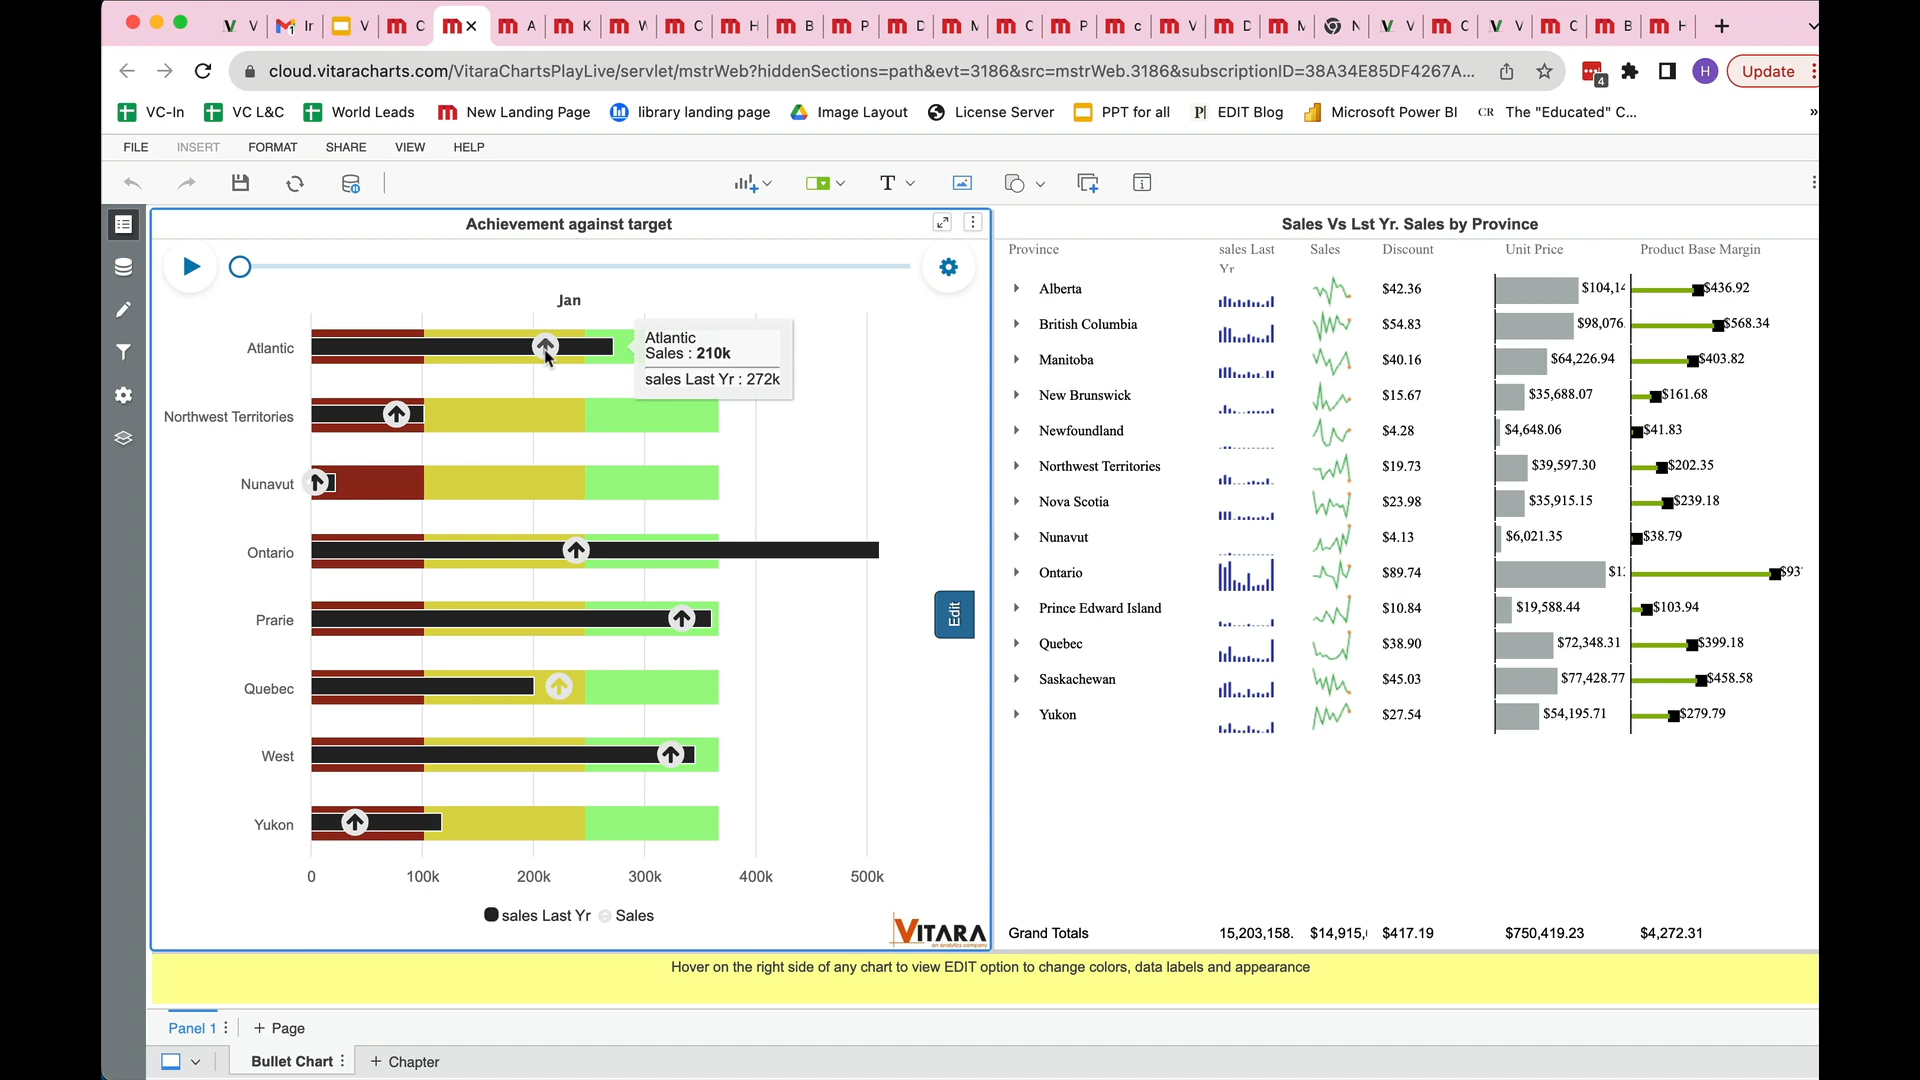 V
Ir
V
C
A
K
W
C
H
B
P
D
M
C
P
c
V
D
M
N
V
C
V
C
B
H
cloud.vitaracharts.com/VitaraChartsPlayLive/servlet/mstrWeb?hiddenSections=path&evt=3186&src=mstrWeb.3186&subscriptionID=38A34E85DF4267A...
4
H
Update
VC-In
VC L&C
World Leads
New Landing Page
library landing page
Image Layout
License Server
PPT for all
EDIT Blog
Microsoft Power BI
CR The "Educated" C...
»
FILE
INSERT
FORMAT
SHARE
VIEW
HELP
Achievement against target
Jan
Atlantic
Northwest Territories
Nunavut
Ontario
Prarie
Quebec
West
Yukon
Atlantic
Sales : 210k
sales Last Yr : 272k
Edit
0 100k 200k 300k 400k 500k
sales Last Yr Sales
VITARA
an analytics company
Sales Vs Lst Yr. Sales by Province
Province sales Last Yr Sales Discount Unit Price Product Base Margin
Alberta $42.36 $104,14 $436.92
British Columbia $54.83 $98,076. $568.34
Manitoba $40.16 $64,226.94 $403.82
New Brunswick $15.67 $35,688.07 $161.68
Newfoundland $4.28 $4,648.06 $41.83
Northwest Territories $19.73 $39,597.30 $202.35
Nova Scotia $23.98 $35,915.15 $239.18
Nunavut $4.13 $6,021.35 $38.79
Ontario $89.74 $1 $93
Prince Edward Island $10.84 $19,588.44 $103.94
Quebec $38.90 $72,348.31 $399.18
Saskachewan $45.03 $77,428.77 $458.58
Yukon $27.54 $54,195.71 $279.79
Grand Totals 15,203,158. $14,915,( $417.19 $750,419.23 $4,272.31
Hover on the right side of any chart to view EDIT option to change colors, data labels and appearance
Panel 1 + Page
Bullet Chart + Chapter